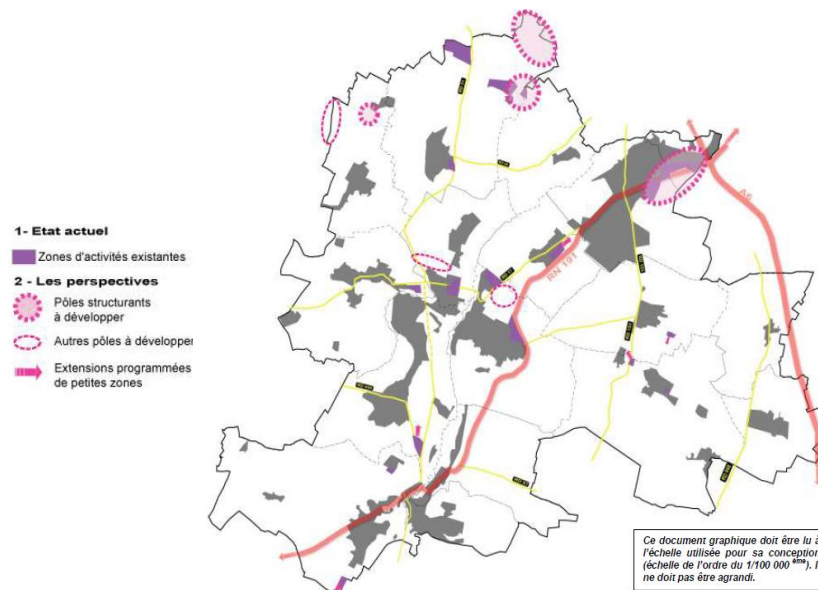 1- Etat actuel
Zones d'activités existantes
2 - Les perspectives
Pôles structurants
à développer
Autres pôles à développer
Extensions programmées
de petites zones
A6
RN 191
Ce document graphique doit être lu à
l'échelle utilisée pour sa conception
(échelle de l'ordre du 1/100 000 ème). I
ne doit pas être agrandi.